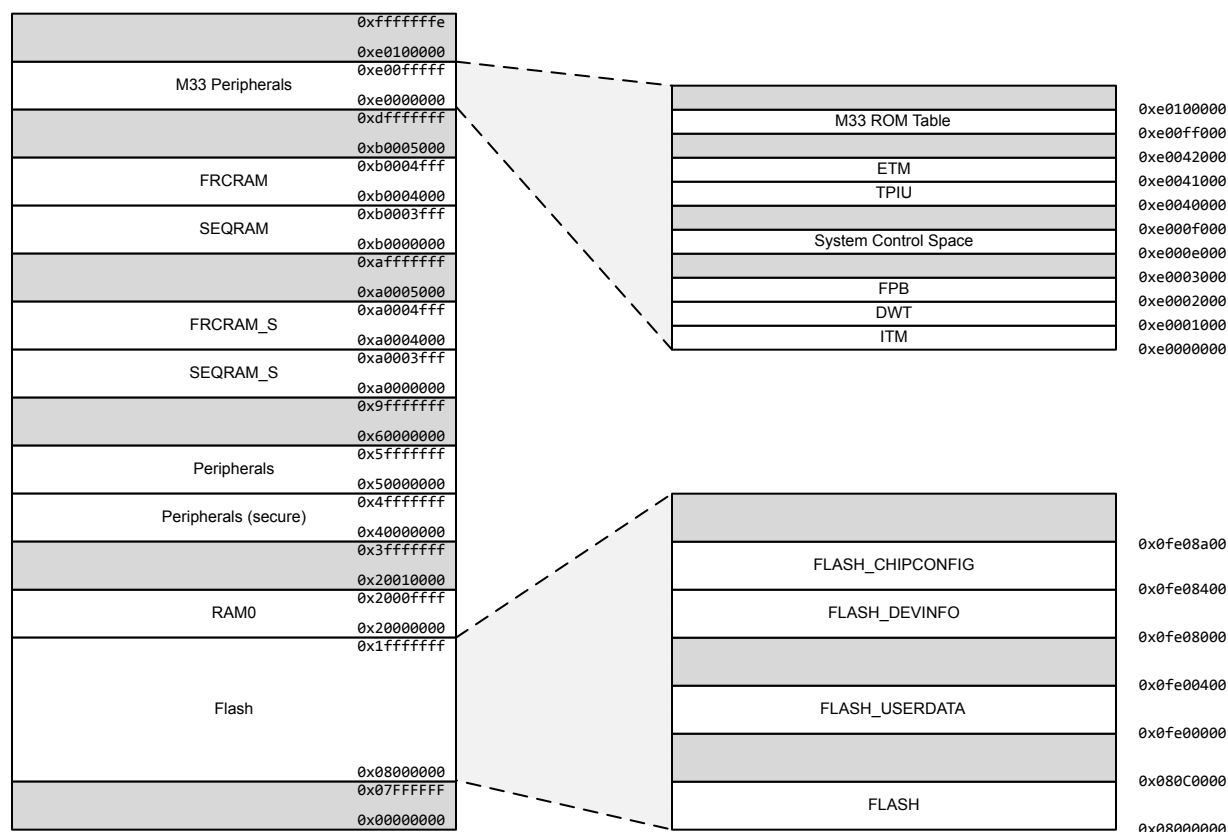 0xfffffffe
0xe0100000
M33 Peripherals
0xe00fffff
0xe0000000
0xdfffffff
0xb0005000
FRCRAM
0xb0004fff
0xb0004000
SEQRAM
0xb0003fff
0xb0000000
0xafffffff
0xa0005000
FRCRAM_S
0xa0004fff
0xa0004000
SEQRAM_S
0xa0003fff
0xa0000000
0x9fffffff
0x60000000
Peripherals
0x5fffffff
0x50000000
Peripherals (secure)
0x4fffffff
0x40000000
0x3fffffff
0x20010000
RAM0
0x2000ffff
0x20000000
0x1fffffff
Flash
0x08000000
0x07FFFFFF
0x00000000
0xe0100000
M33 ROM Table
0xe00ff000
0xe0042000
ETM
0xe0041000
TPIU
0xe0040000
0xe000f000
System Control Space
0xe000e000
0xe0003000
FPB
0xe0002000
DWT
0xe0001000
ITM
0xe0000000
0x0fe08a00
FLASH_CHIPCONFIG
0x0fe08400
FLASH_DEVINFO
0x0fe08000
0x0fe00400
FLASH_USERDATA
0x0fe00000
0x080C0000
FLASH
0x08000000